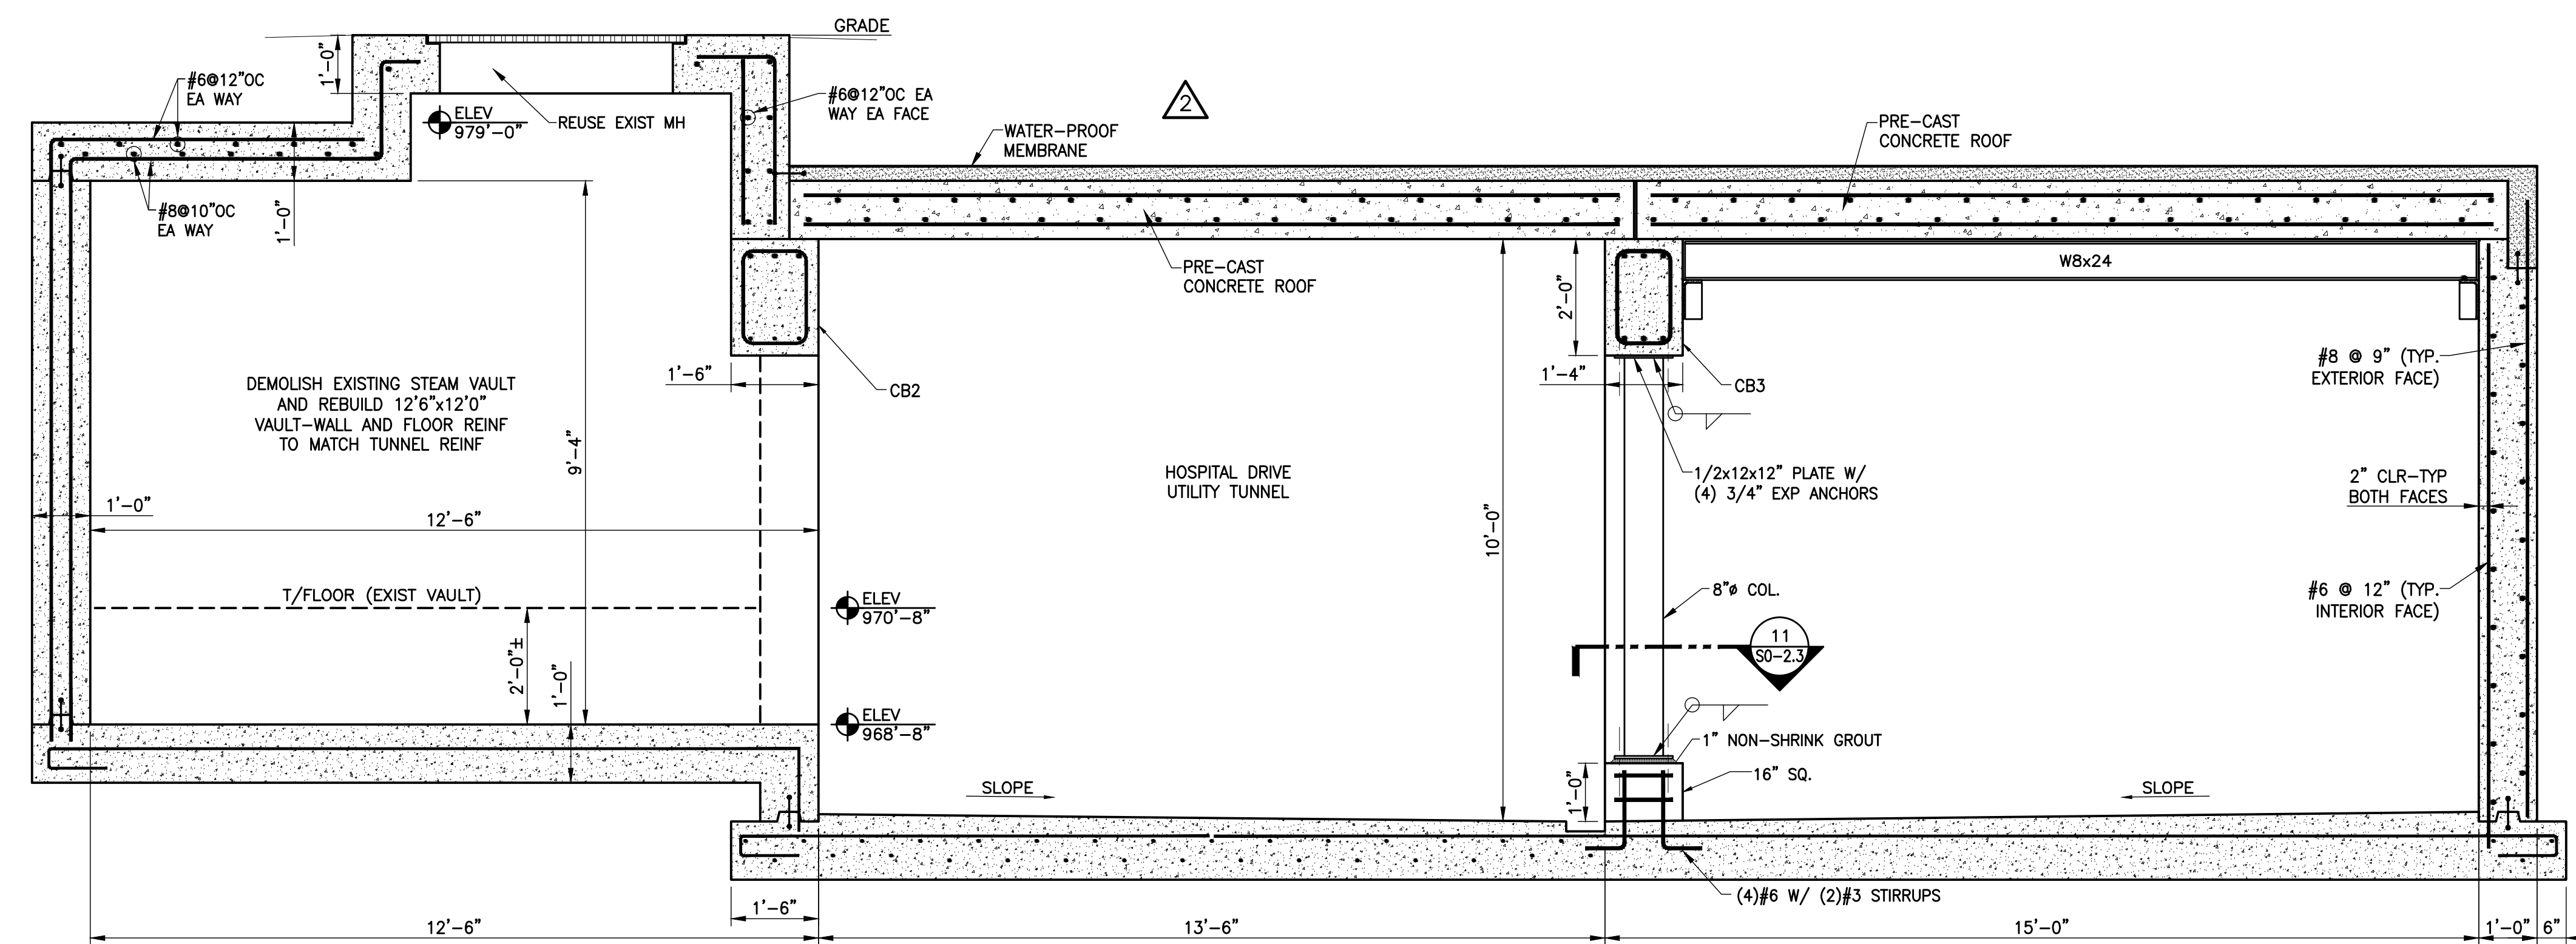 GRADE
1'-0"
#6@12"OC
EA WAY
ELEV
979'-0"
REUSE EXIST MH
#6@12"OC EA
WAY EA FACE
2
WATER-PROOF
MEMBRANE
PRE-CAST
CONCRETE ROOF
#8@10"OC
EA WAY
1'-0"
PRE-CAST
CONCRETE ROOF
W8x24
2'-0"
#8 @ 9" (TYP.
EXTERIOR FACE)
DEMOLISH EXISTING STEAM VAULT
AND REBUILD 12'6"x12'0"
VAULT-WALL AND FLOOR REINF
TO MATCH TUNNEL REINF
1'-6"
CB2
1'-4"
CB3
9'-4"
HOSPITAL DRIVE
UTILITY TUNNEL
1/2x12x12" PLATE W/
(4) 3/4" EXP ANCHORS
2" CLR-TYP
BOTH FACES
1'-0"
12'-6"
10'-0"
T/FLOOR (EXIST VAULT)
ELEV
970'-8"
8"ø COL.
#6 @ 12" (TYP.
INTERIOR FACE)
11
S0-2.3
2'-0"±
1'-0"
ELEV
968'-8"
1" NON-SHRINK GROUT
16" SQ.
1'-0"
SLOPE
SLOPE
(4)#6 W/ (2)#3 STIRRUPS
1'-6"
12'-6"
13'-6"
15'-0"
1'-0"
6"